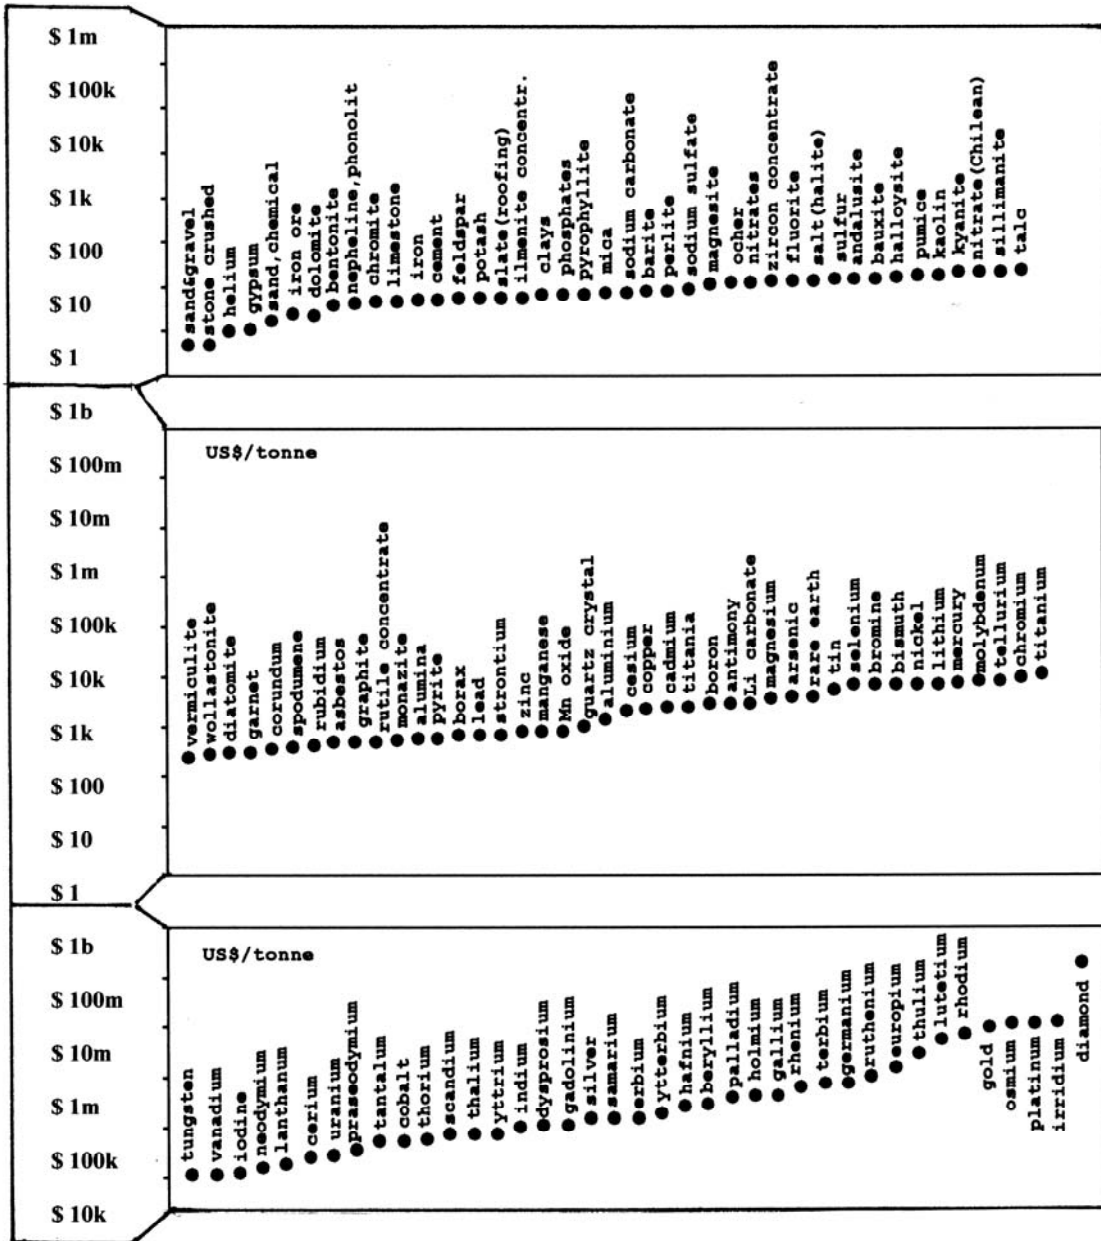 $ 1m
$ 100k
$ 10k
$ 1k
$ 100
$ 10
$ 1
sand&gravel
stone crushed
helium
gypsum
sand,chemical
iron ore
dolomite
bentonite
nepheline,phonolit
chromite
limestone
iron
cement
feldspar
potash
slate(roofing)
ilmenite concentr.
clays
phosphates
pyrophyllite
mica
sodium carbonate
barite
perlite
sodium sulfate
magnesite
ocher
nitrates
zircon concentrate
fluorite
salt(halite)
sulfur
andalusite
bauxite
halloysite
pumice
kaolin
kyanite
nitrate(Chilean)
sillimanite
talc
$ 1b
$ 100m
$ 10m
$ 1m
$ 100k
$ 10k
$ 1k
$ 100
$ 10
$ 1
US$/tonne
vermiculite
wollastonite
diatomite
garnet
corundum
spodumene
rubidium
asbestos
graphite
rutile concentrate
monazite
alumina
pyrite
borax
lead
strontium
zinc
manganese
Mn oxide
quartz crystal
aluminium
cesium
copper
cadmium
titania
boron
antimony
Li carbonate
magnesium
arsenic
rare earth
tin
selenium
bromine
bismuth
nickel
lithium
mercury
molybdenum
tellurium
chromium
titanium
$ 1b
$ 100m
$ 10m
$ 1m
$ 100k
$ 10k
US$/tonne
tungsten
vanadium
iodine
neodymium
lanthanum
cerium
uranium
praseodymium
tantalum
cobalt
thorium
scandium
thalium
yttrium
indium
dysprosium
gadolinium
silver
samarium
erbium
ytterbium
hafnium
beryllium
palladium
holmium
gallium
rhenium
terbium
germanium
ruthenium
europium
thulium
lutetium
rhodium
gold
osmium
platinum
irridium
diamond